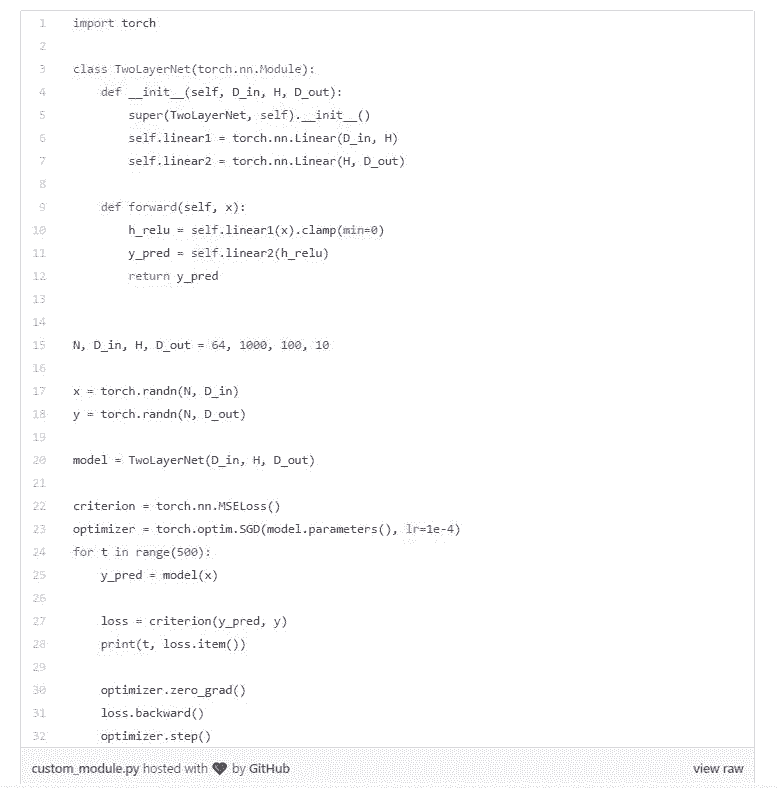 1 import torch
2
3 class TwoLayerNet(torch.nn.Module):
4     def __init__(self, D_in, H, D_out):
5         super(TwoLayerNet, self).__init__()
6         self.linear1 = torch.nn.Linear(D_in, H)
7         self.linear2 = torch.nn.Linear(H, D_out)
8
9     def forward(self, x):
10         h_relu = self.linear1(x).clamp(min=0)
11         y_pred = self.linear2(h_relu)
12         return y_pred
13
14
15 N, D_in, H, D_out = 64, 1000, 100, 10
16
17 x = torch.randn(N, D_in)
18 y = torch.randn(N, D_out)
19
20 model = TwoLayerNet(D_in, H, D_out)
21
22 criterion = torch.nn.MSELoss()
23 optimizer = torch.optim.SGD(model.parameters(), lr=1e-4)
24 for t in range(500):
25     y_pred = model(x)
26
27     loss = criterion(y_pred, y)
28     print(t, loss.item())
29
30     optimizer.zero_grad()
31     loss.backward()
32     optimizer.step()
custom_module.py hosted with ❤ by GitHub view raw